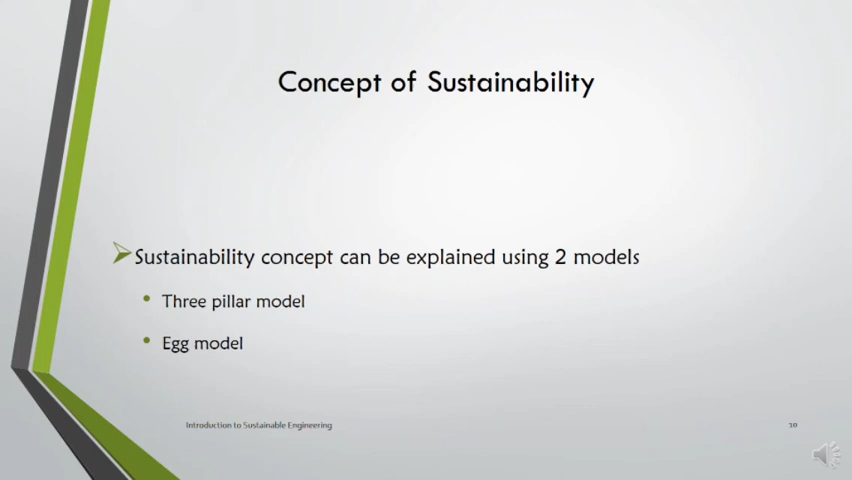 Concept of Sustainability
Sustainability concept can be explained using 2 models
Three pillar model
Egg model
Introduction to Sustainable Engineering
10